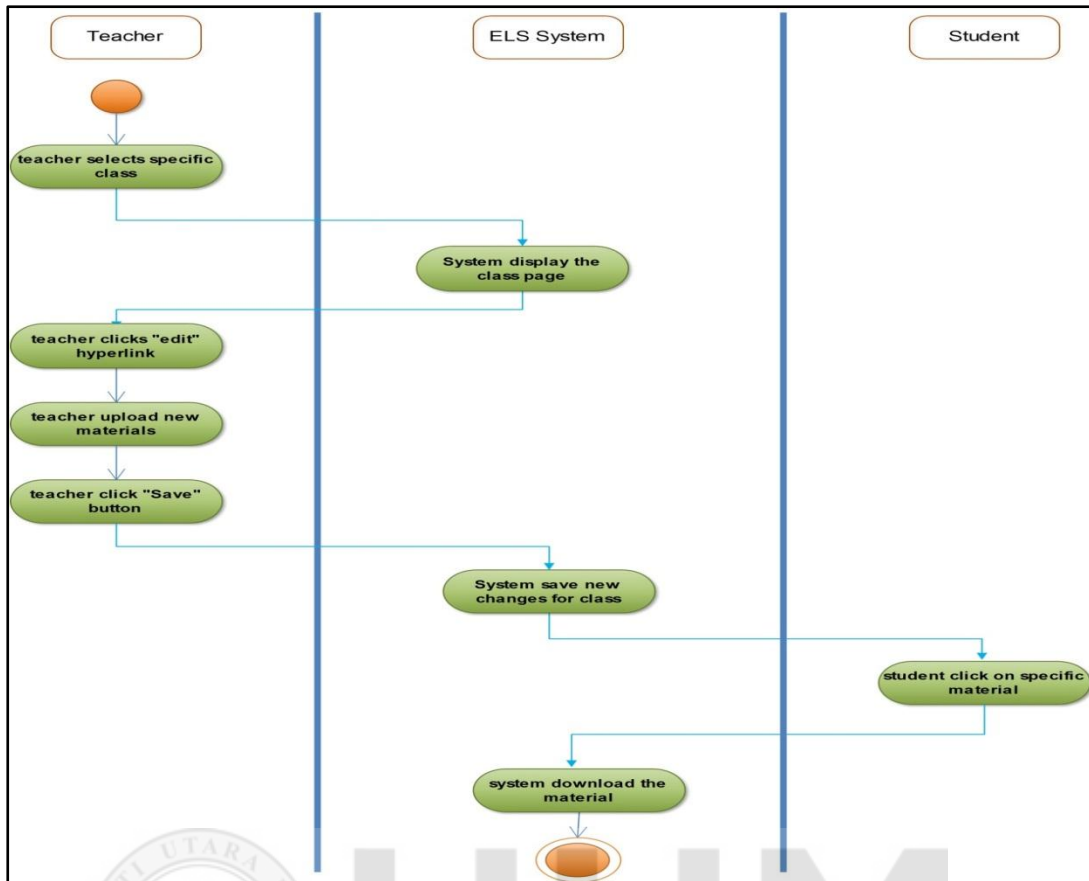 Teacher
ELS System
Student
teacher selects specific
class
System display the
class page
teacher clicks "edit"
hyperlink
teacher upload new
materials
teacher click "Save"
button
System save new
changes for class
student click on specific
material
system download the
material
UTARA